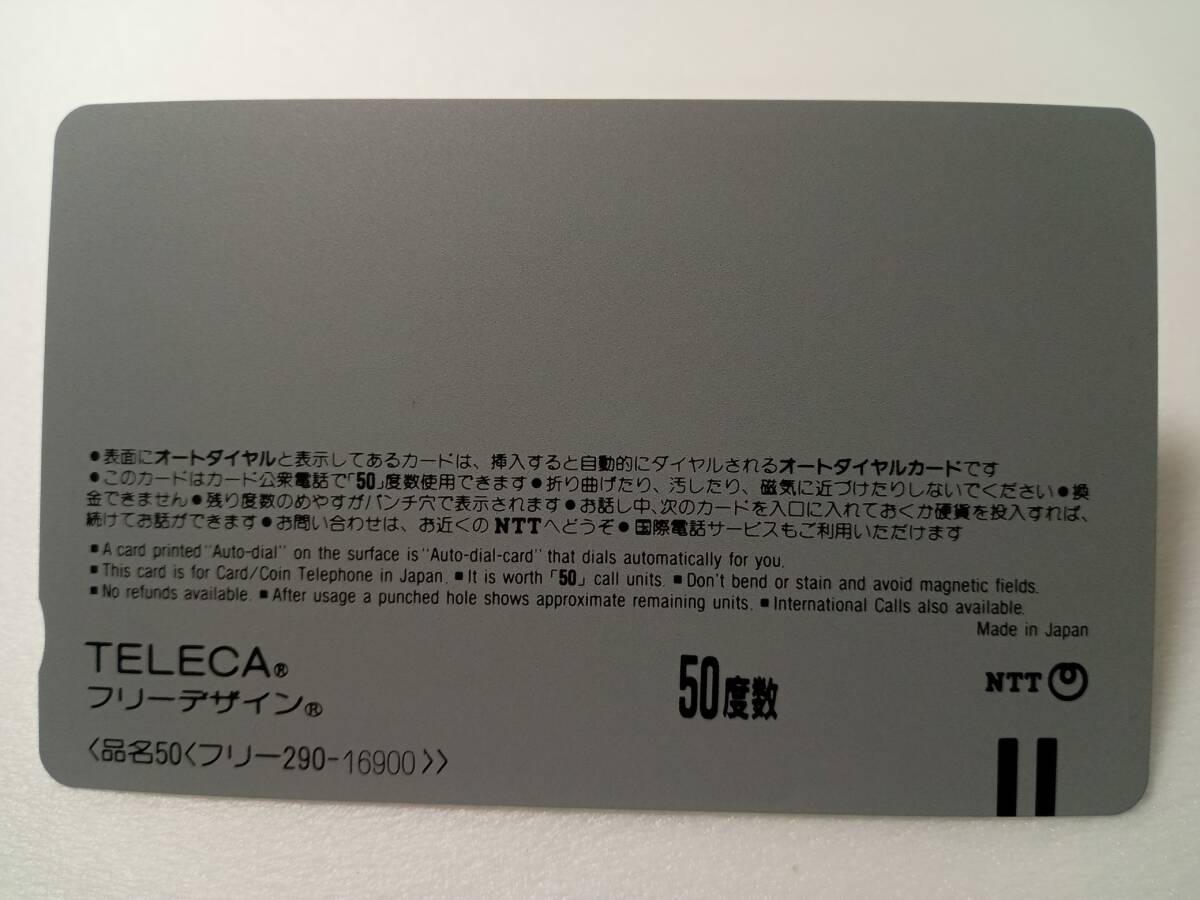 ●表面にオートダイヤルと表示してあるカードは、挿入すると自動的にダイヤルされるオートダイヤルカードです
●このカードはカード公衆電話で「50」度数使用できます●折り曲げたり、汚したり、磁気に近づけたりしないでください●換
金できません●残り度数のめやすがパンチ穴で表示されます●お話し中、次のカードを入口に入れておくか硬貨を投入すれば、
続けてお話ができます●お問い合わせは、お近くのNTTへどうぞ●国際電話サービスもご利用いただけます
■A card printed "Auto-dial" on the surface is "Auto-dial-card" that dials automatically for you.
■This card is for Card/Coin Telephone in Japan. ■It is worth「50」call units. ■Don't bend or stain and avoid magnetic fields.
■No refunds available. ■After usage a punched hole shows approximate remaining units. ■International Calls also available.
Made in Japan
TELECA®
フリーデザイン®
50度数
NTT
〈品名50〈フリー290-16900〉〉